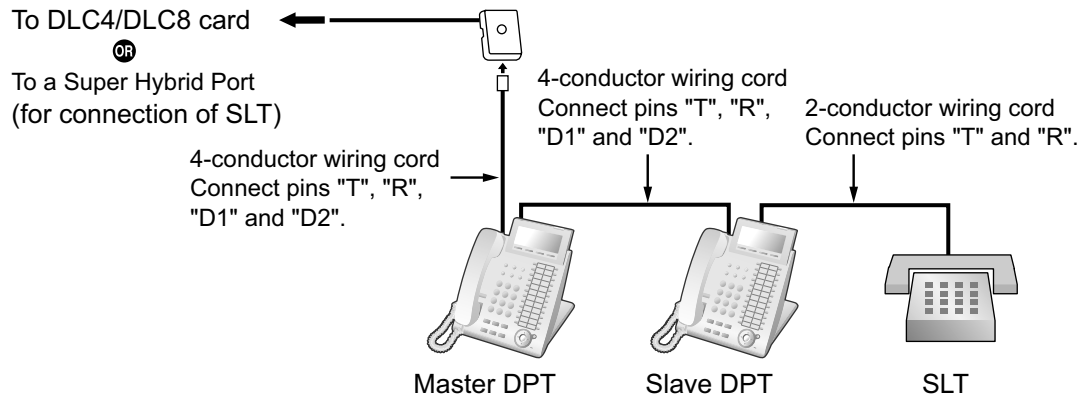 To DLC4/DLC8 card
OR
To a Super Hybrid Port
(for connection of SLT)
4-conductor wiring cord
Connect pins "T", "R",
"D1" and "D2".
4-conductor wiring cord
Connect pins "T", "R",
"D1" and "D2".
2-conductor wiring cord
Connect pins "T" and "R".
Master DPT
Slave DPT
SLT